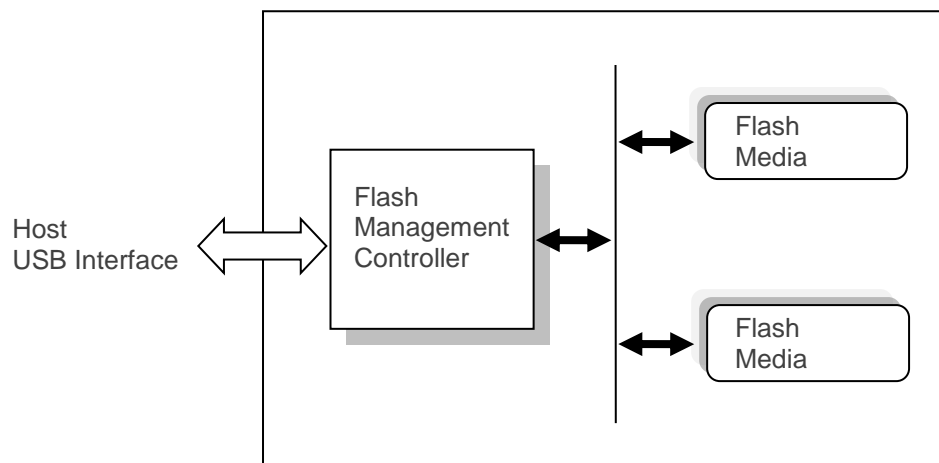 Host
USB Interface
Flash
Management
Controller
Flash
Media
Flash
Media